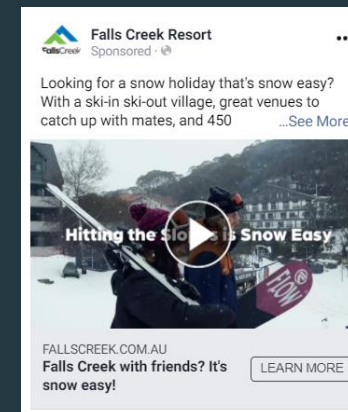 Falls Creek Resort
FallsCreek
Sponsored ·
Looking for a snow holiday that's snow easy?
With a ski-in ski-out village, great venues to
catch up with mates, and 450 ...See More
Hitting the Slopes is Snow Easy
FLOW
FALLSCREEK.COM.AU
Falls Creek with friends? It's
snow easy!
LEARN MORE